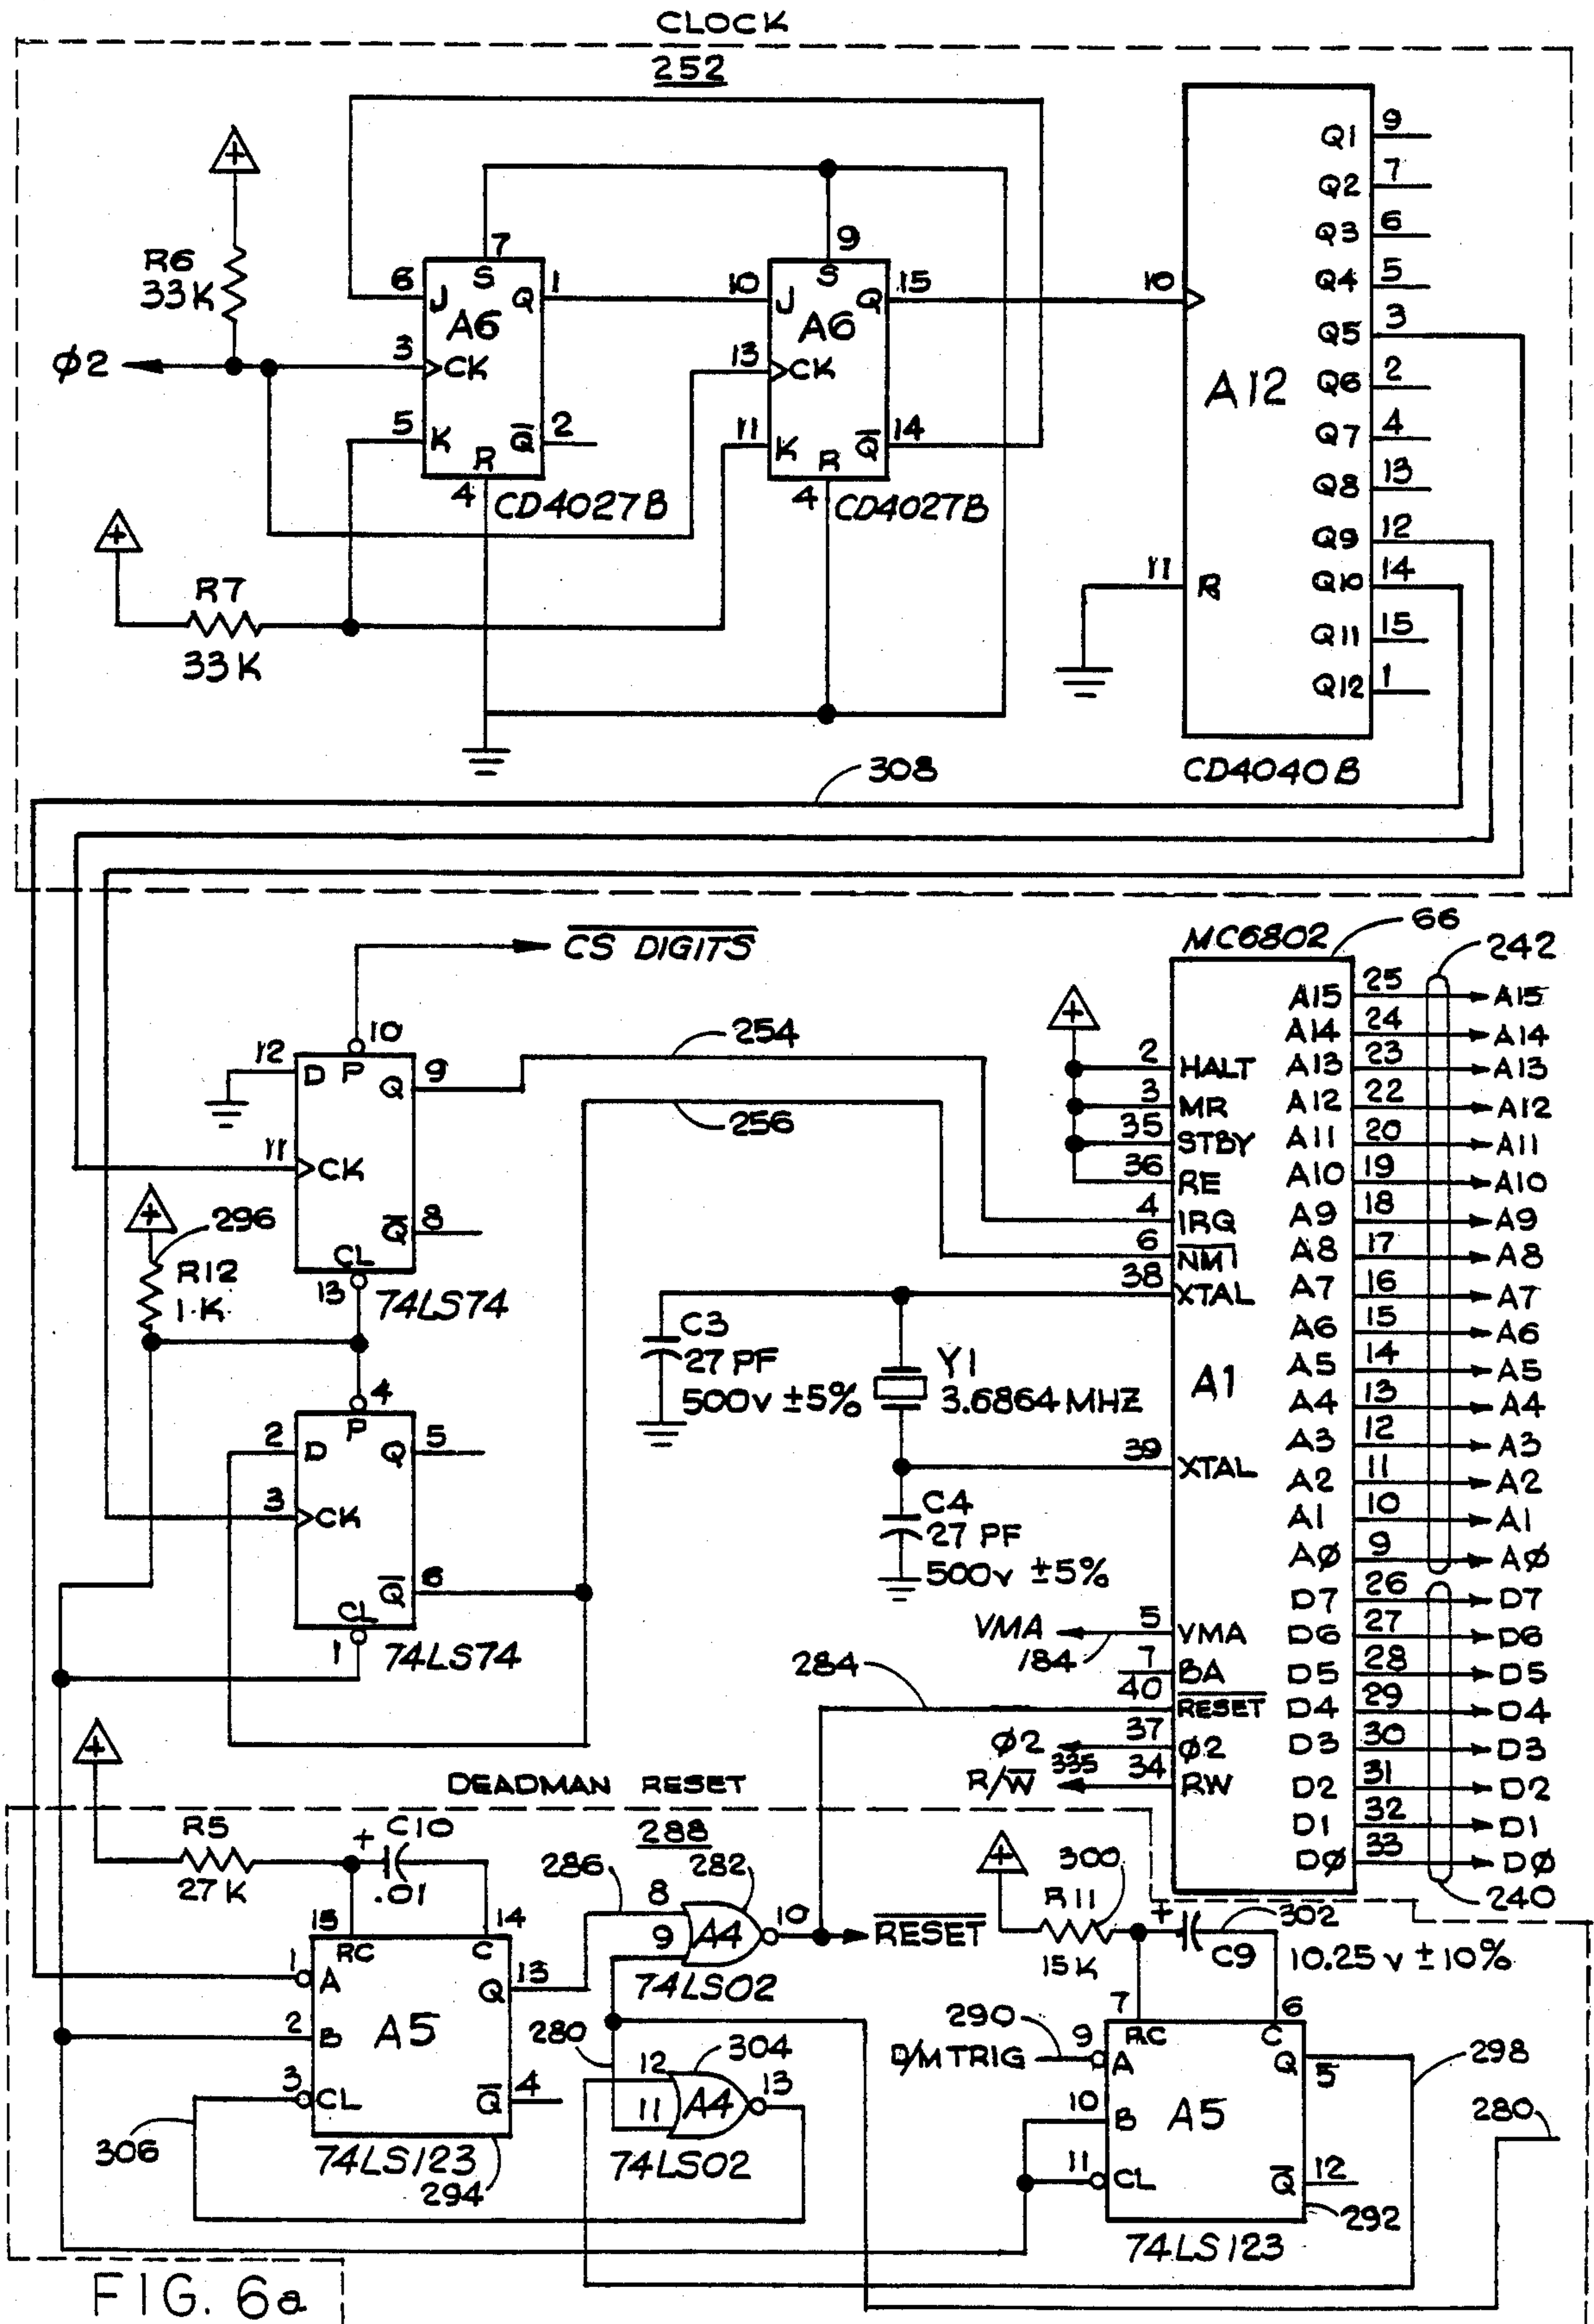 CLOCK
252
R6
33K
φ2
R7
33K
6 J
7 S
Q 1
A6
3 CK
5 K
Q̅ 2
R
4
CD4027B
10 J
9 S
Q 15
A6
13 CK
11 K
Q̅ 14
R
4
CD4027B
10
A12
11 R
Q1 9
Q2 7
Q3 6
Q4 5
Q5 3
Q6 2
Q7 4
Q8 13
Q9 12
Q10 14
Q11 15
Q12 1
CD4040B
308
C̅S̅ D̅I̅G̅I̅T̅S̅
10
12 D P Q 9
11 CK
Q̅ 8
CL
13
74LS74
254
256
296
R12
1K
4
2 D P Q 5
3 CK
Q̅ 6
CL
1
74LS74
MC6802
66
242
2 HALT
3 MR
35 STBY
36 RE
4 IRQ
6 N̅M̅I̅
38 XTAL
C3
27 PF
500v ±5%
Y1
3.6864 MHZ
A1
39 XTAL
C4
27 PF
500v ±5%
VMA
184
5 VMA
7 BA
284
40 R̅E̅S̅E̅T̅
φ2 37 φ2
R/W̅ 335 34 RW
A15 25 A15
A14 24 A14
A13 23 A13
A12 22 A12
A11 20 A11
A10 19 A10
A9 18 A9
A8 17 A8
A7 16 A7
A6 15 A6
A5 14 A5
A4 13 A4
A3 12 A3
A2 11 A2
A1 10 A1
AØ 9 AØ
D7 26 D7
D6 27 D6
D5 28 D5
D4 29 D4
D3 30 D3
D2 31 D2
D1 32 D1
DØ 33 DØ
240
DEADMAN RESET
288
R5
27K
+ C10
.01
15 RC
14 C
1 A
Q 13
2 B
A5
3 CL
Q̅ 4
306
74LS123
294
286
282
8
9
A4
10
R̅E̅S̅E̅T̅
74LS02
280
304
12
11
A4
13
74LS02
300
R11
15K
+
302
C9
10.25 v ±10%
7 RC
6 C
290
D/M TRIG
9 A
Q 5
298
10 B
A5
11 CL
Q̅ 12
292
74LS123
280
FIG. 6a